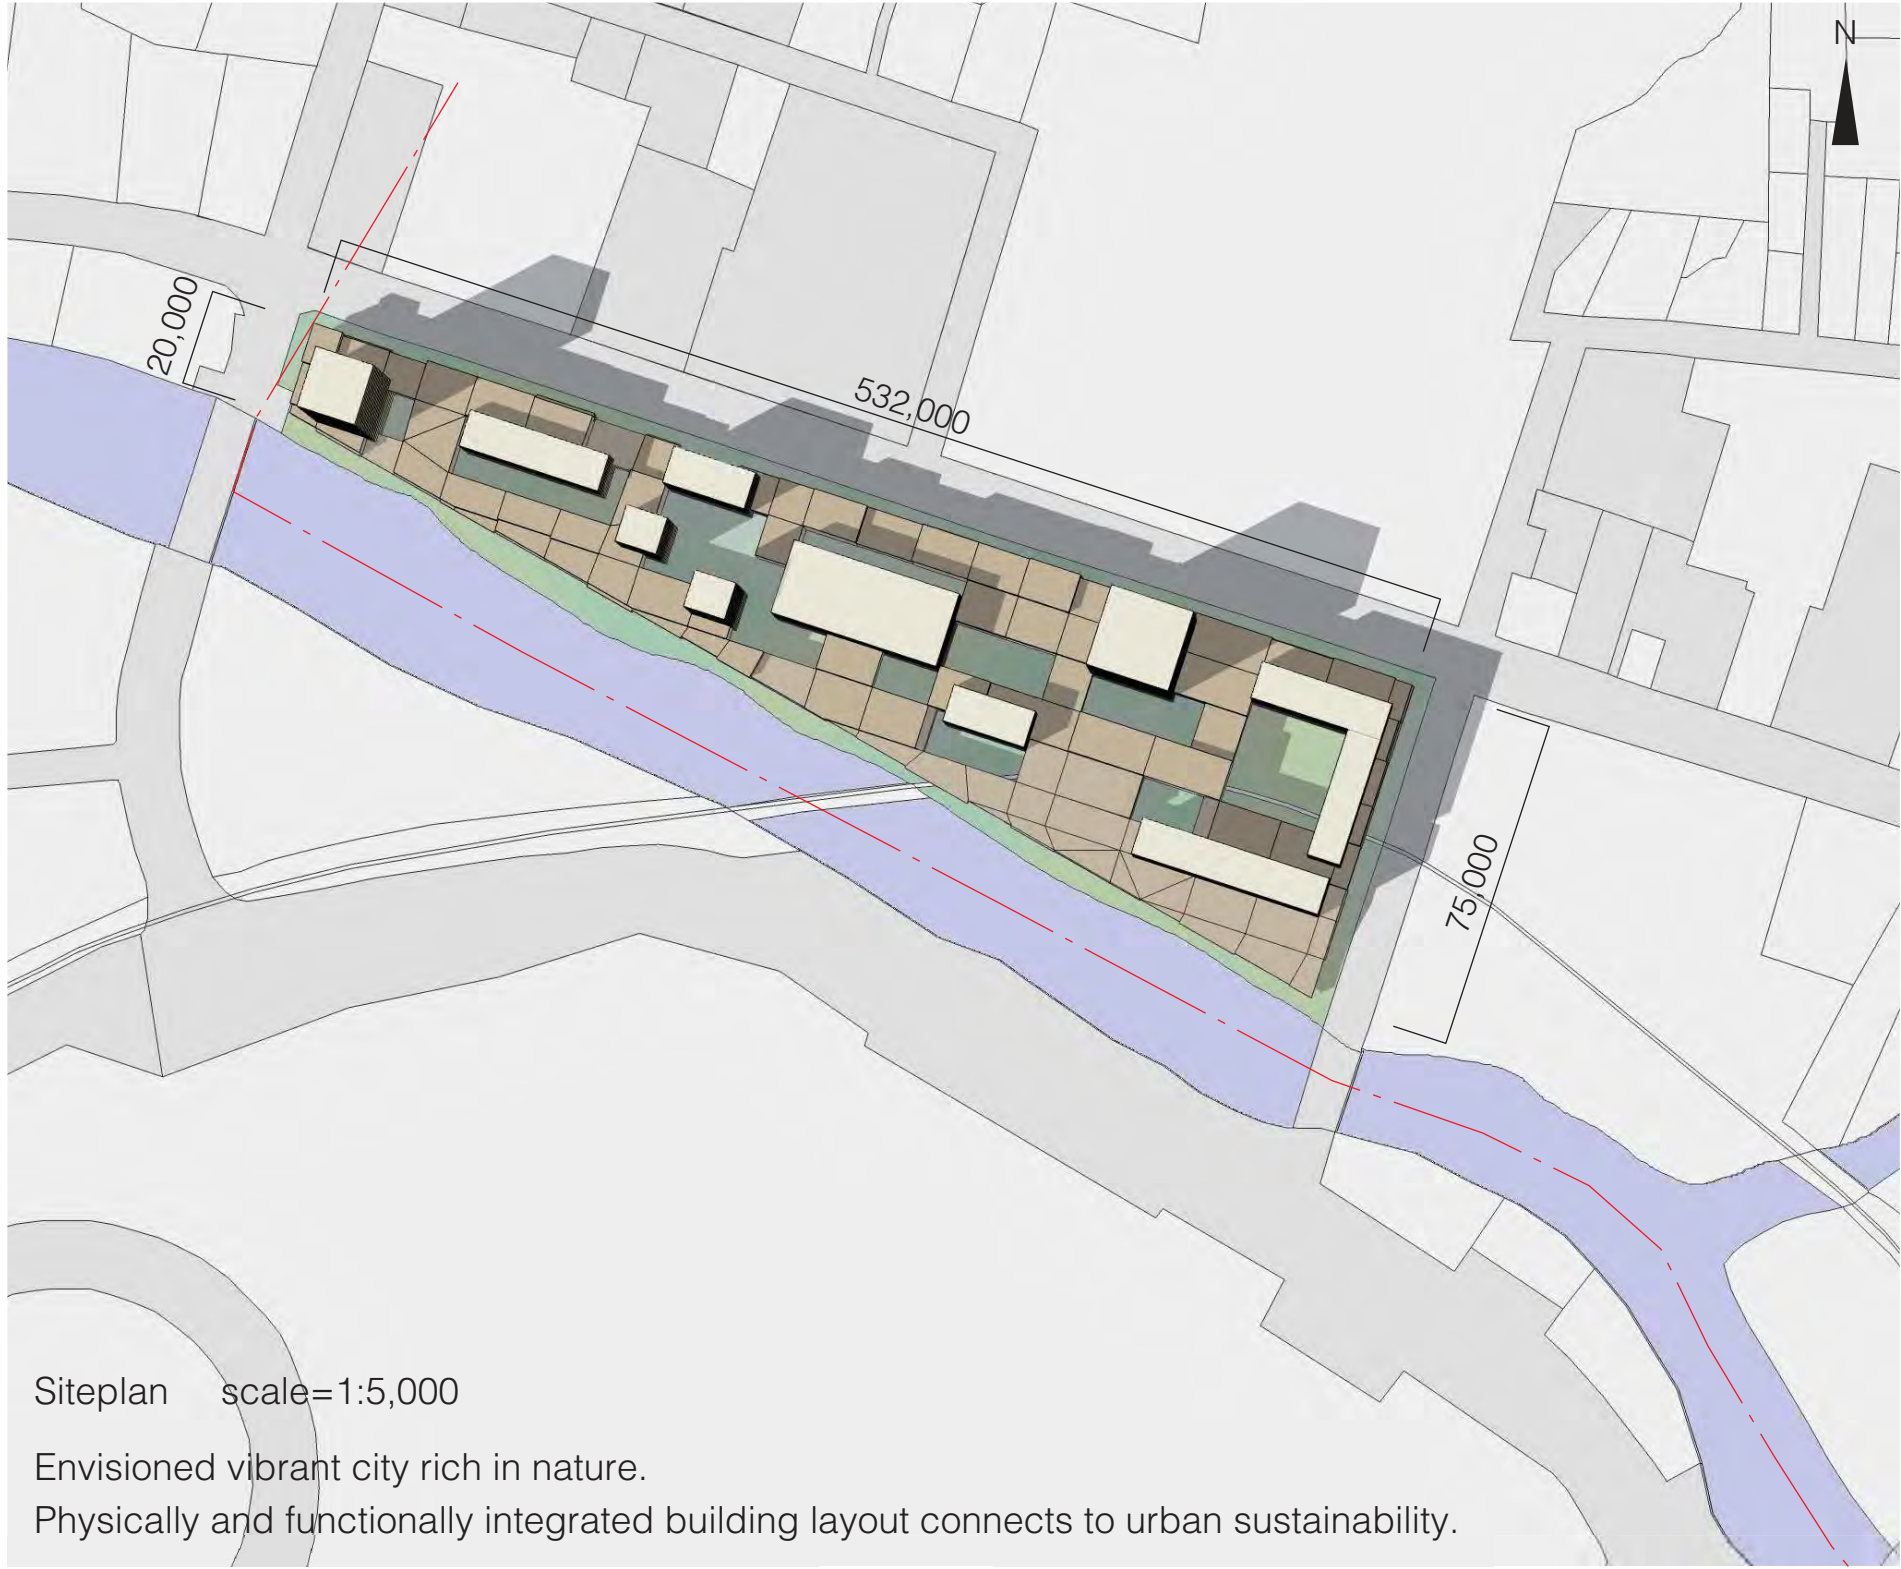 N
20,000
532,000
75,000
Siteplan scale=1:5,000
Envisioned vibrant city rich in nature.
Physically and functionally integrated building layout connects to urban sustainability.